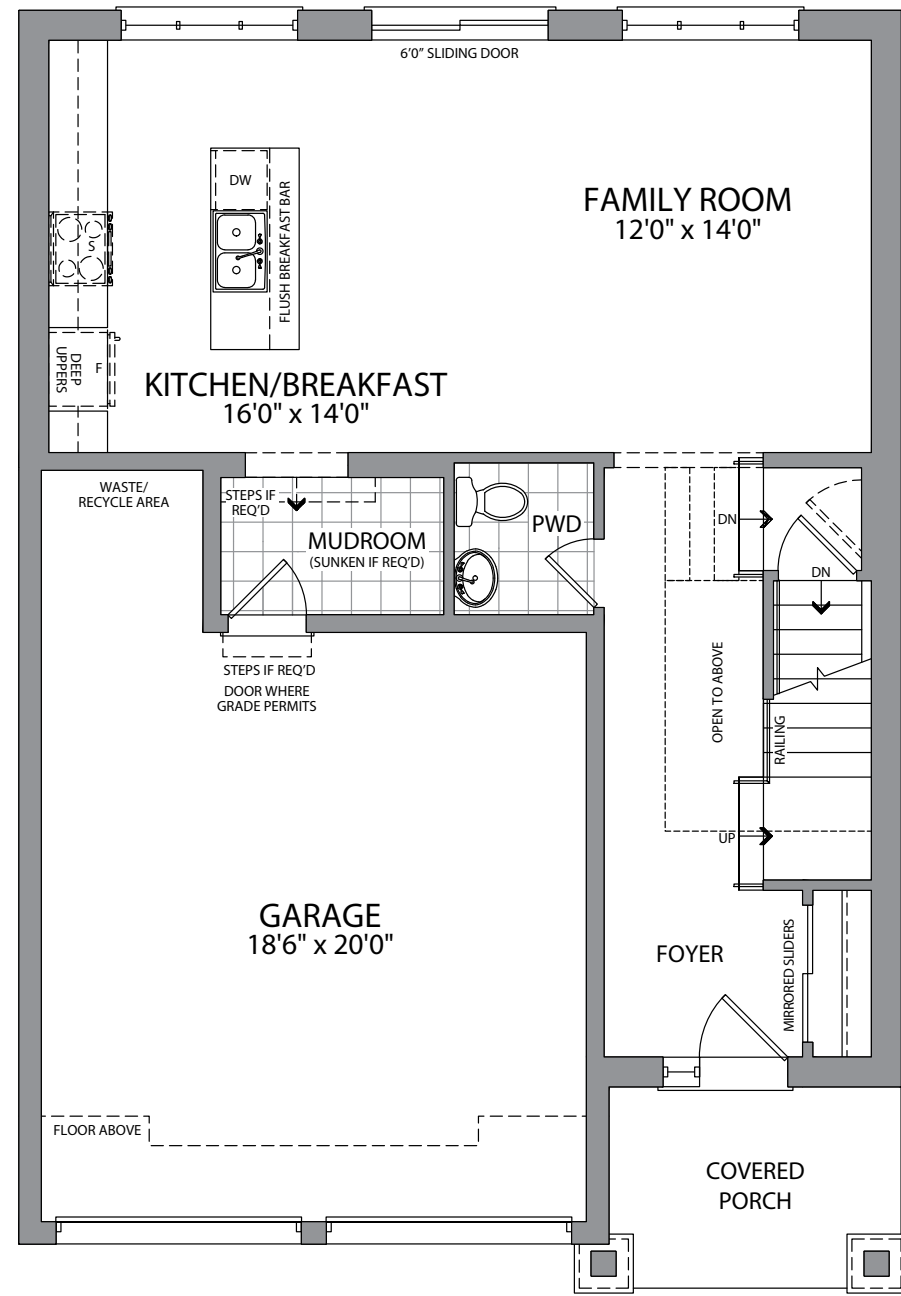 6'0" SLIDING DOOR
DW
FLUSH BREAKFAST BAR
S
FAMILY ROOM
12'0" x 14'0"
DEEP
UPPERS
F
KITCHEN/BREAKFAST
16'0" x 14'0"
WASTE/
RECYCLE AREA
STEPS IF
REQ'D
MUDROOM
(SUNKEN IF REQ'D)
PWD
DN
DN
STEPS IF REQ'D
DOOR WHERE
GRADE PERMITS
OPEN TO ABOVE
RAILING
UP
GARAGE
18'6" x 20'0"
FOYER
MIRRORED SLIDERS
FLOOR ABOVE
COVERED
PORCH